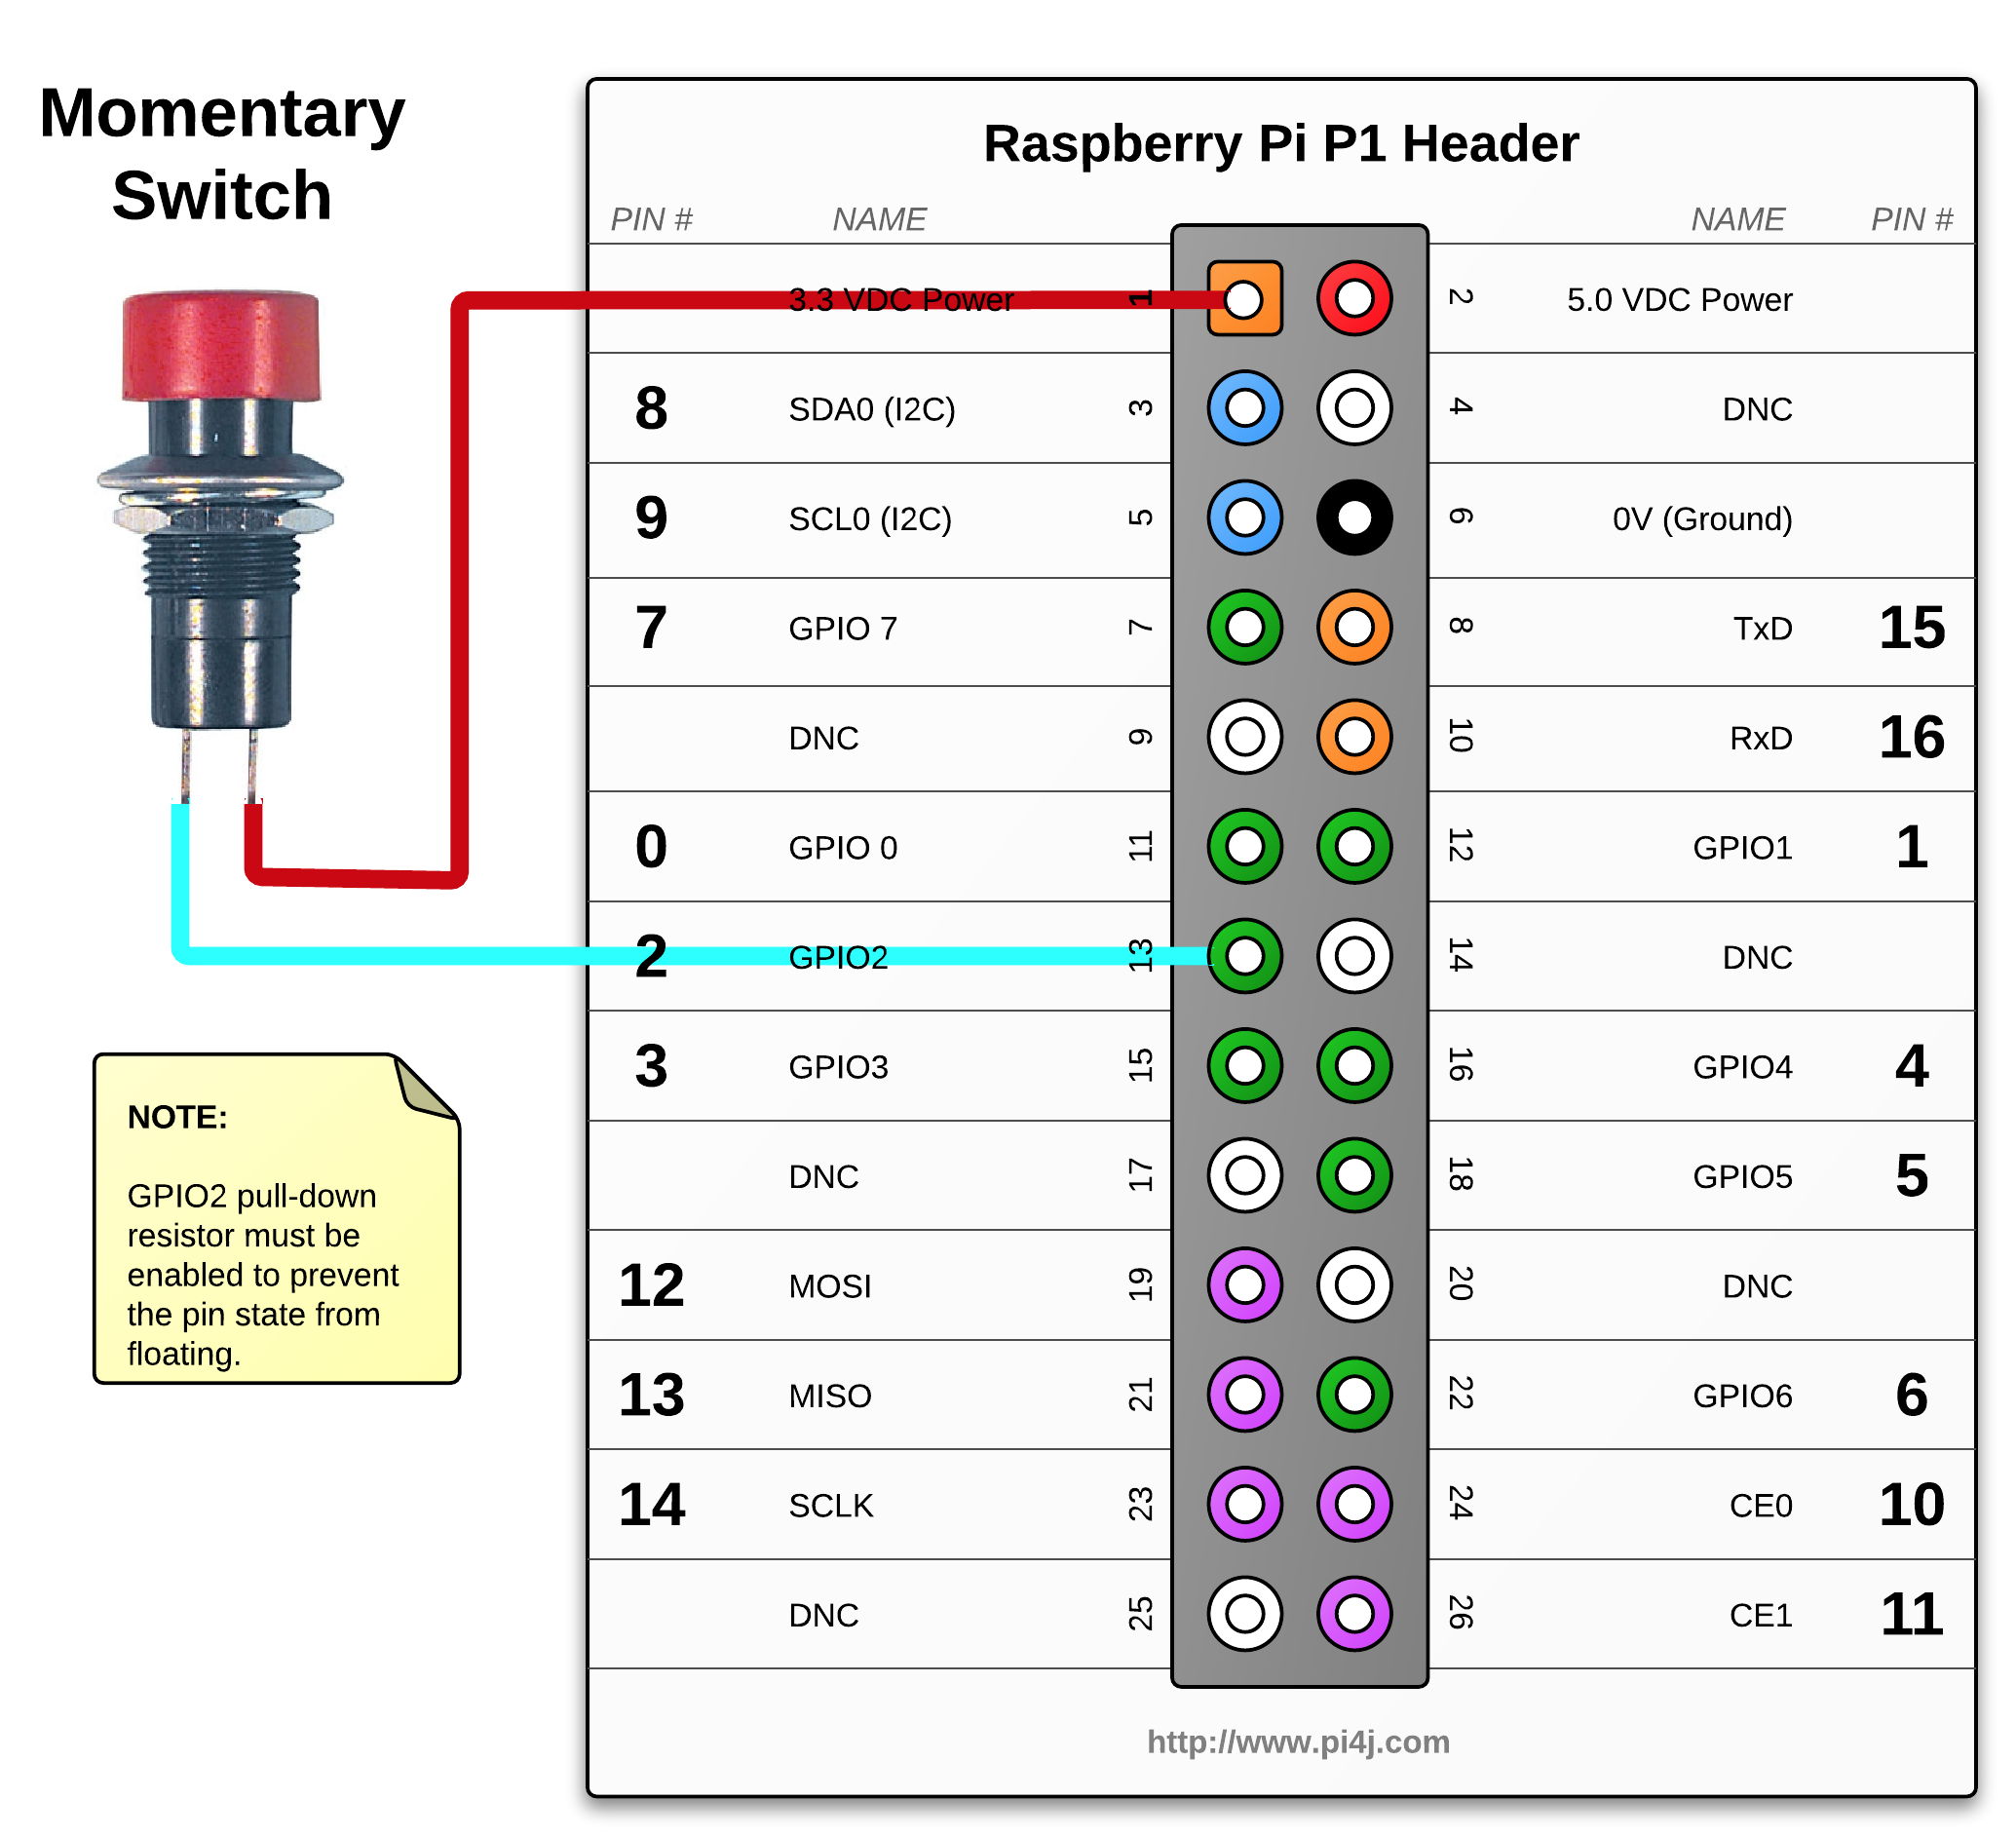 Momentary
Switch
Raspberry Pi P1 Header
PIN # NAME NAME PIN #
3.3 VDC Power 1 2 5.0 VDC Power
8 SDA0 (I2C) 3 4 DNC
9 SCL0 (I2C) 5 6 0V (Ground)
7 GPIO 7 7 8 TxD 15
DNC 9 10 RxD 16
0 GPIO 0 11 12 GPIO1 1
2 GPIO2 13 14 DNC
3 GPIO3 15 16 GPIO4 4
DNC 17 18 GPIO5 5
12 MOSI 19 20 DNC
13 MISO 21 22 GPIO6 6
14 SCLK 23 24 CE0 10
DNC 25 26 CE1 11
http://www.pi4j.com
NOTE:
GPIO2 pull-down
resistor must be
enabled to prevent
the pin state from
floating.